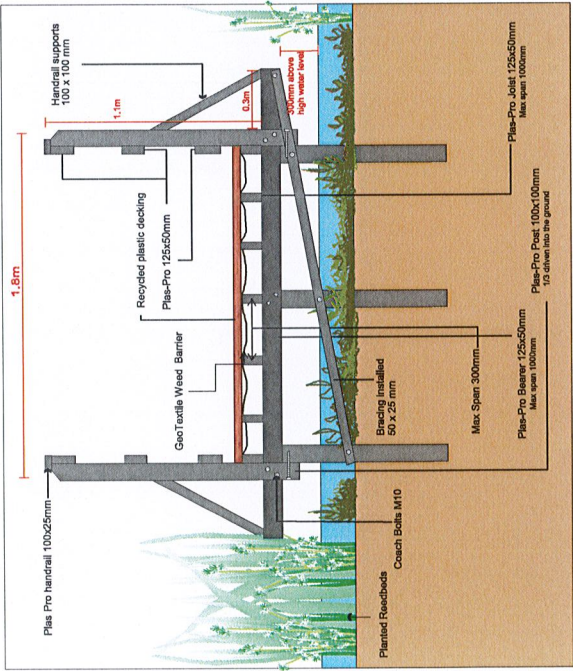 1.8m
Plas Pro handrail 100x25mm
Handrail supports
100 x 100 mm
1.1m
0.3m
300mm above
high water level
Recycled plastic decking
Plas-Pro 125x50mm
GeoTextile Weed Barrier
Bracing installed
50 x 25 mm
Max Span 300mm
Coach Bolts M10
Planted Reedbeds
Plas-Pro Bearer 125x50mm
Max span 1000mm
Plas-Pro Post 100x100mm
1/3 driven into the ground
Plas-Pro Joist 125x50mm
Max span 1000mm